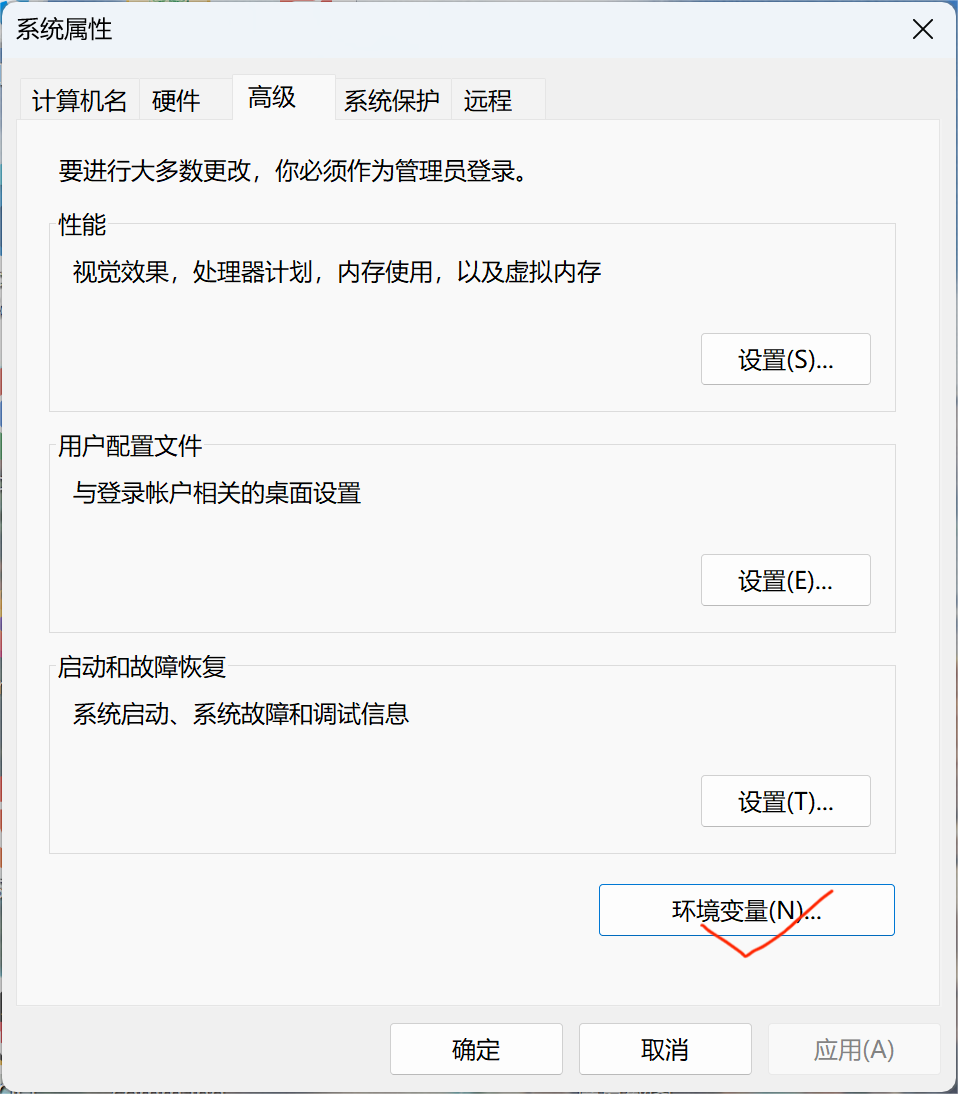 系统属性
计算机名 硬件 高级 系统保护 远程
要进行大多数更改，你必须作为管理员登录。
性能
视觉效果，处理器计划，内存使用，以及虚拟内存
设置(S)...
用户配置文件
与登录帐户相关的桌面设置
设置(E)...
启动和故障恢复
系统启动、系统故障和调试信息
设置(T)...
环境变量(N)...
确定 取消 应用(A)